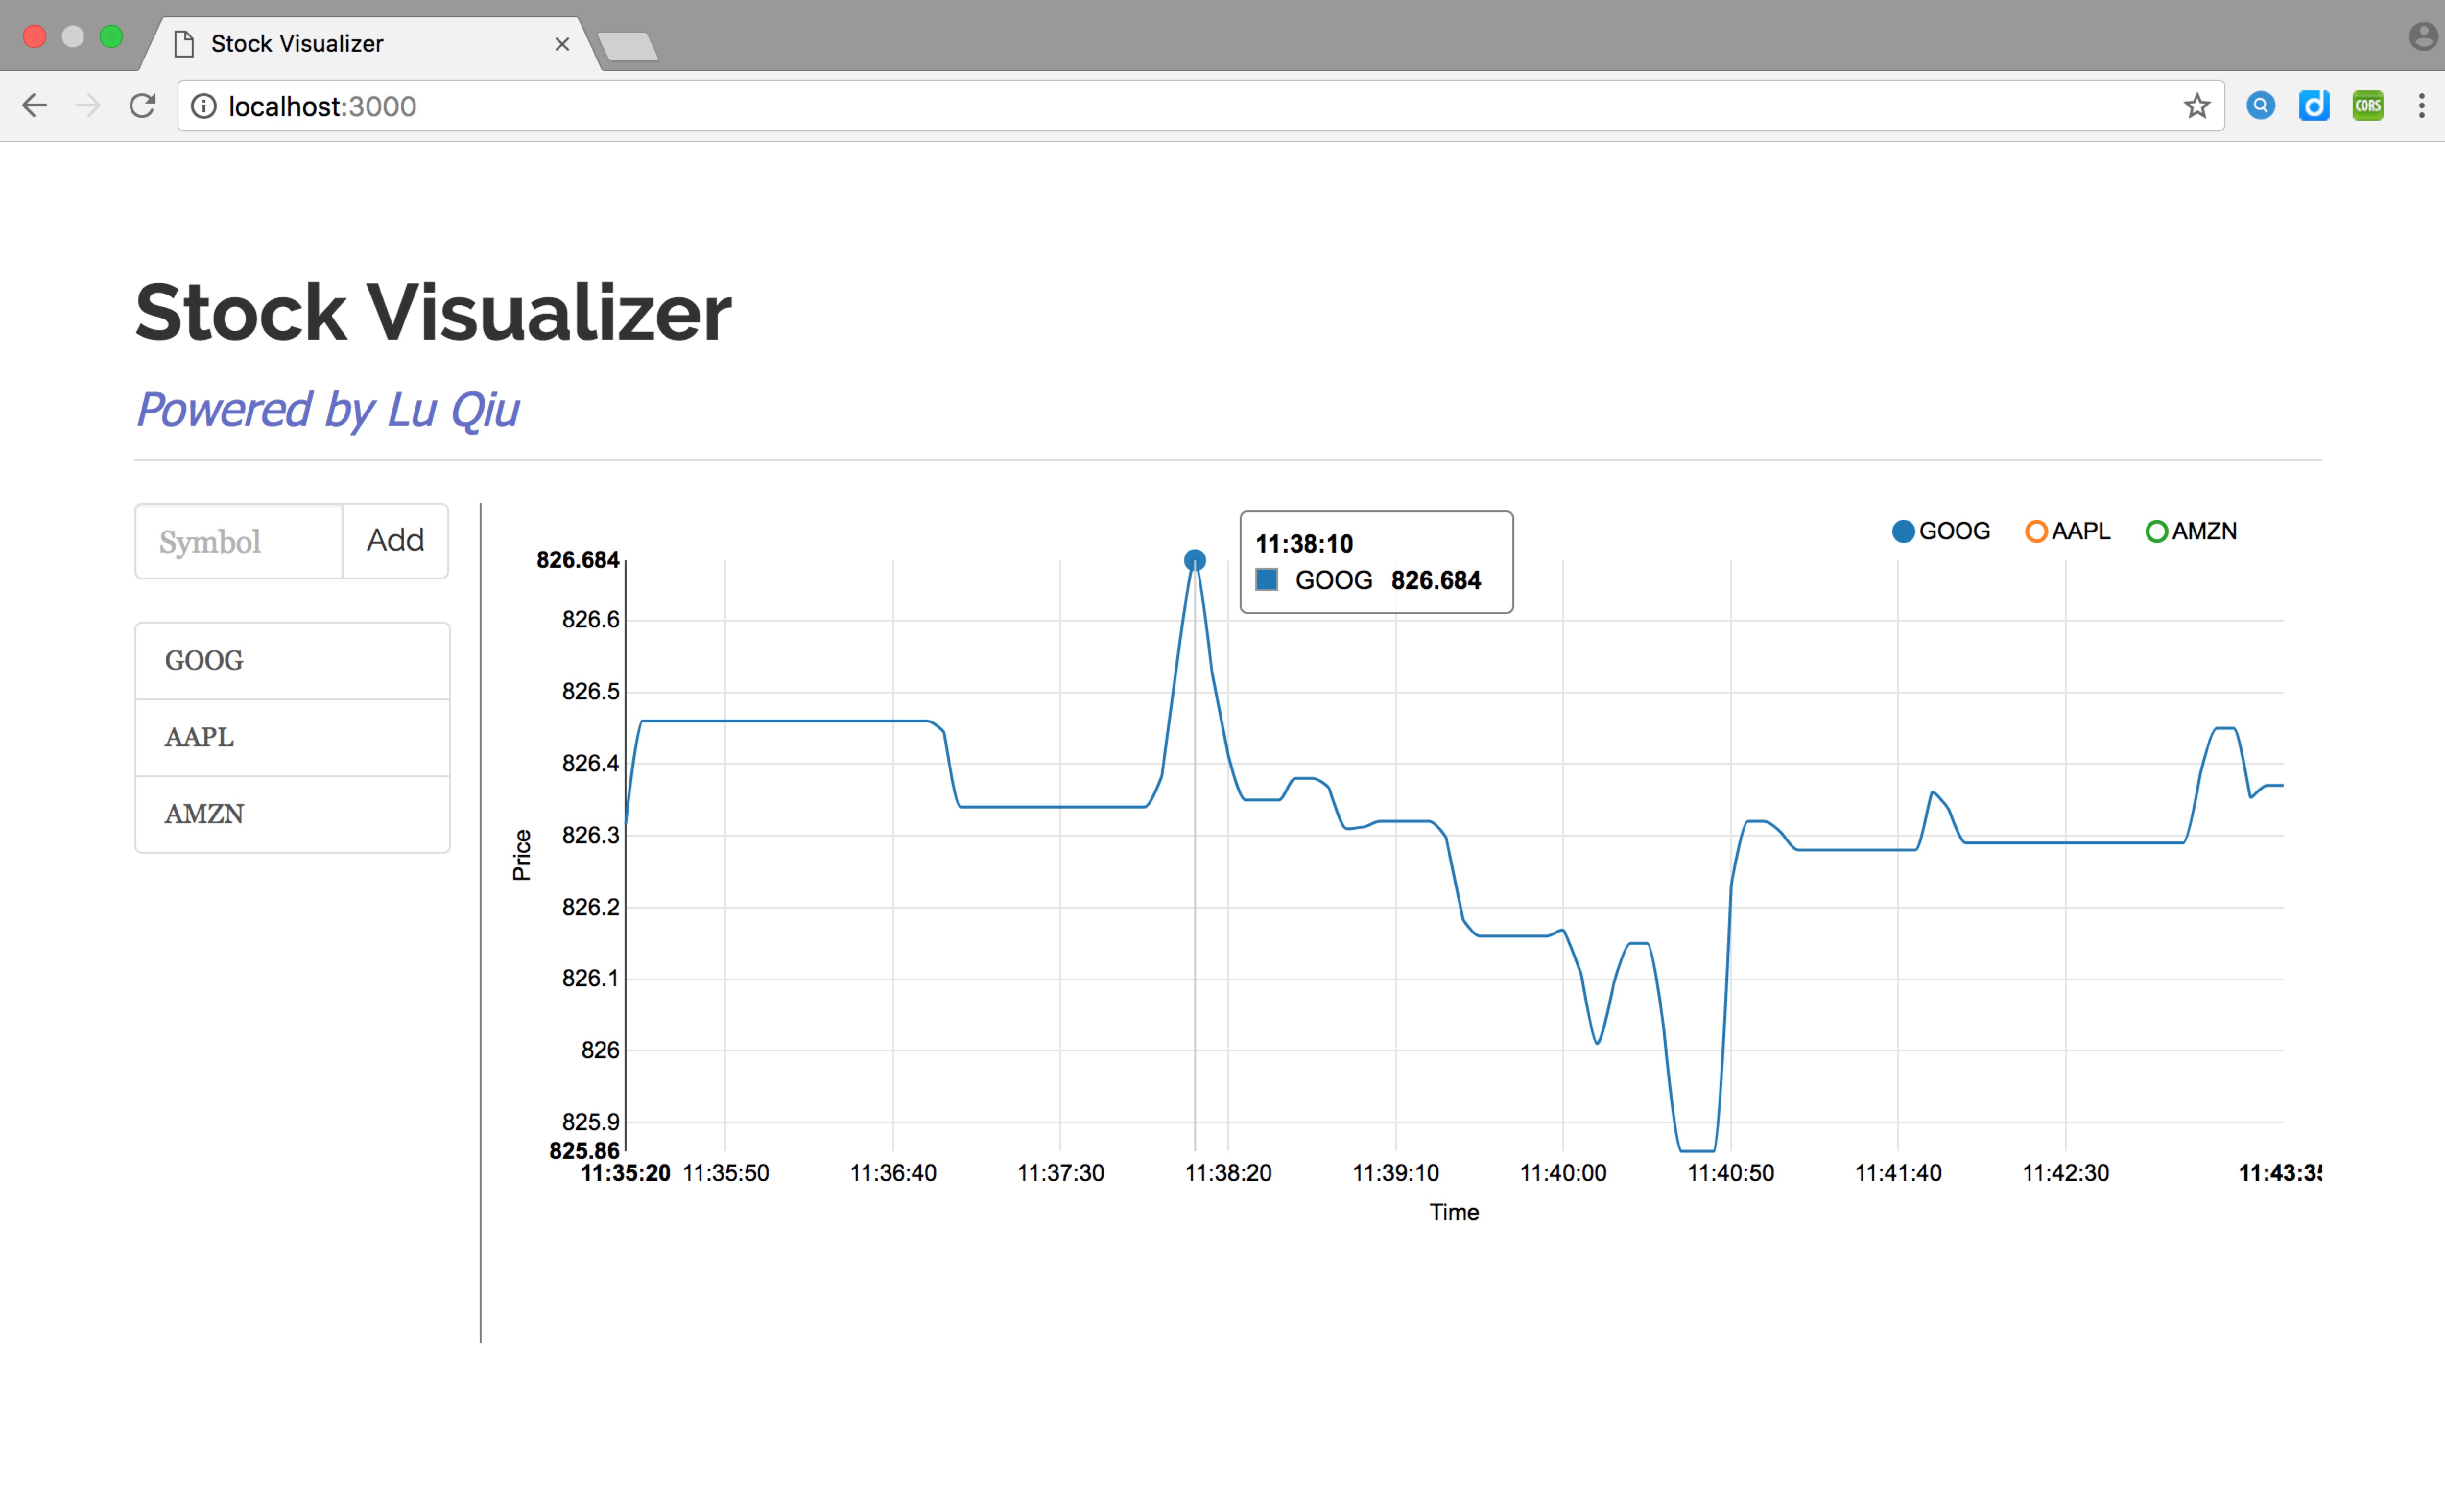 Stock Visualizer
localhost:3000
CORS
Stock Visualizer
Powered by Lu Qiu
Symbol Add
GOOG
AAPL
AMZN
11:38:10
GOOG 826.684
GOOG AAPL AMZN
826.684
826.6
826.5
826.4
826.3
826.2
826.1
826
825.9
825.86
Price
11:35:20 11:35:50 11:36:40 11:37:30 11:38:20 11:39:10 11:40:00 11:40:50 11:41:40 11:42:30 11:43:35
Time